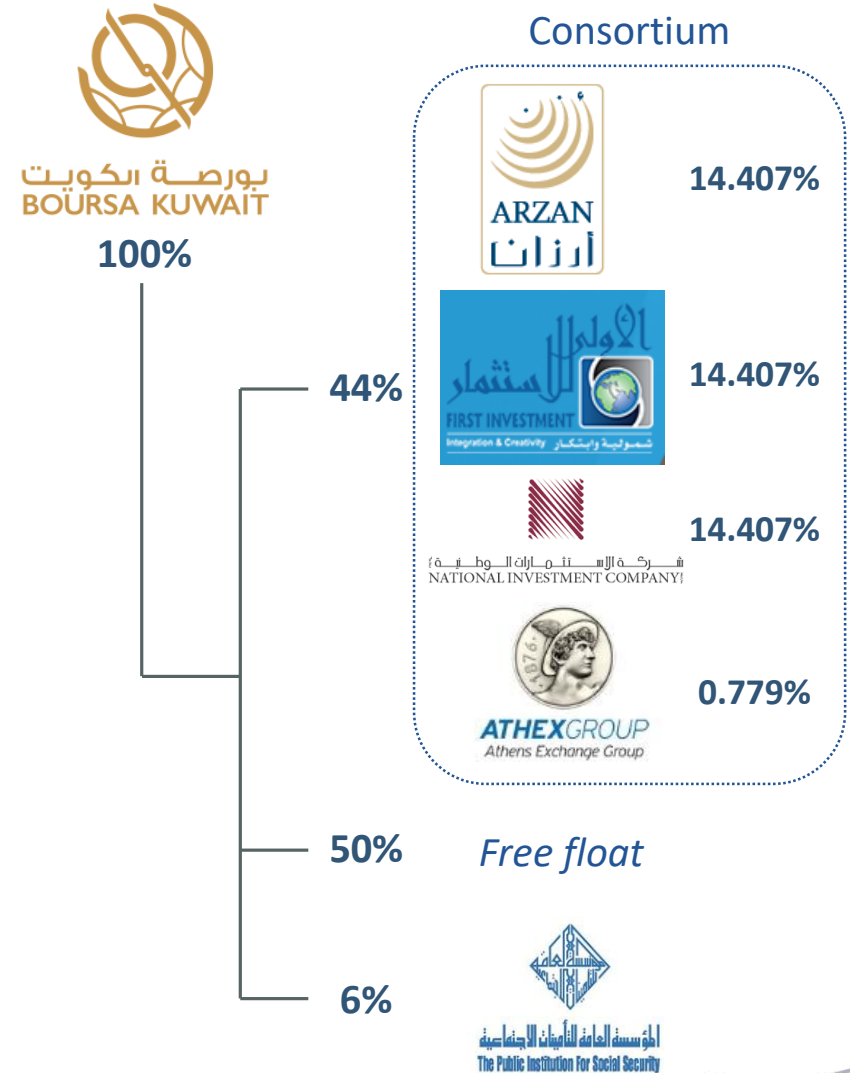 Consortium
بورصة الكويت
BOURSA KUWAIT
100%
44%
أرزان
ARZAN
أرزان
14.407%
الأولى
للاستثمار
FIRST INVESTMENT
Integration & Creativity شمولية وابتكار
14.407%
شركة الاستثمارات الوطنية
NATIONAL INVESTMENT COMPANY
14.407%
1876
ATHEXGROUP
Athens Exchange Group
0.779%
50%
Free float
6%
المؤسسة العامة للتأمينات الاجتماعية
The Public Institution For Social Security